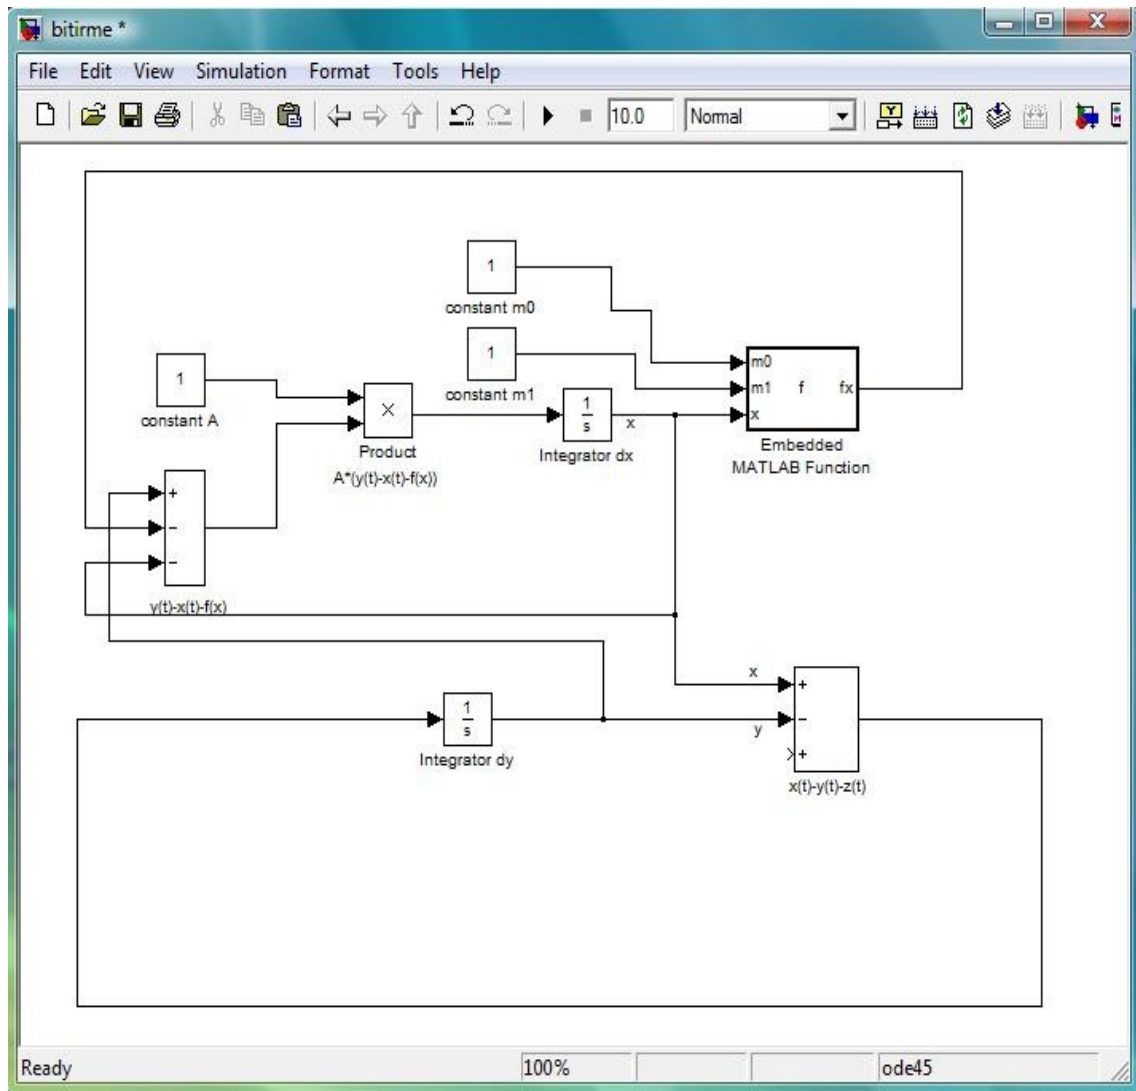 bitirme *
File Edit View Simulation Format Tools Help
10.0 Normal
1
constant m0
1
constant m1
1
constant A
×
Product
A*(y(t)-x(t)-f(x))
1
s
x
Integrator dx
m0
m1 f fx
x
Embedded
MATLAB Function
+
−
−
y(t)-x(t)-f(x)
1
s
Integrator dy
x
y
+
−
+
x(t)-y(t)-z(t)
Ready 100% ode45